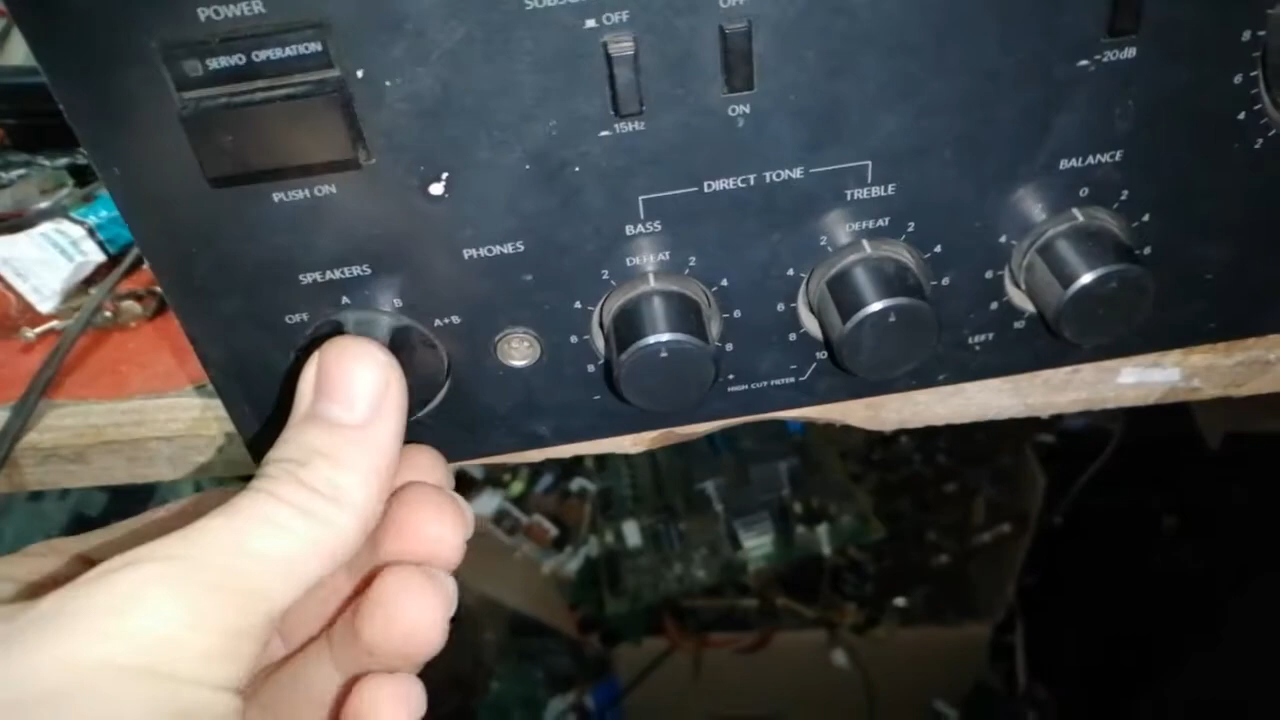 POWER
SERVO OPERATION
PUSH ON
OFF
15Hz
ON
-20dB
8
6
4
2
SPEAKERS
OFF
A
B
A+B
PHONES
DIRECT TONE
BASS
DEFEAT
2 2
4 4
6 6
8 8
- +
TREBLE
DEFEAT
2 2
4 4
6 6
8
10
-
HIGH CUT FILTER
BALANCE
0
2
4 4
6 6
8
10
LEFT